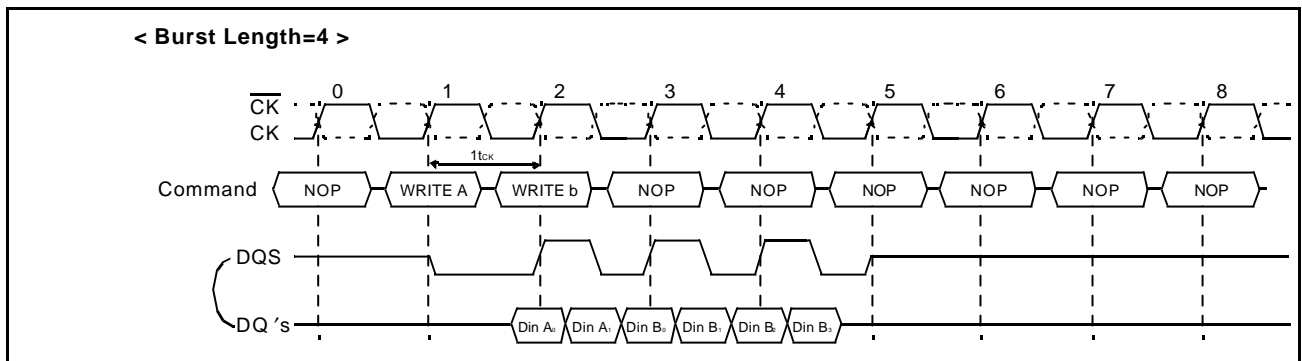 < Burst Length=4 >
0 1 2 3 4 5 6 7 8
CK
CK
1tCK
Command NOP WRITE A WRITE b NOP NOP NOP NOP NOP NOP
DQS
DQ's Din A₀ Din A₁ Din B₀ Din B₁ Din B₂ Din B₃